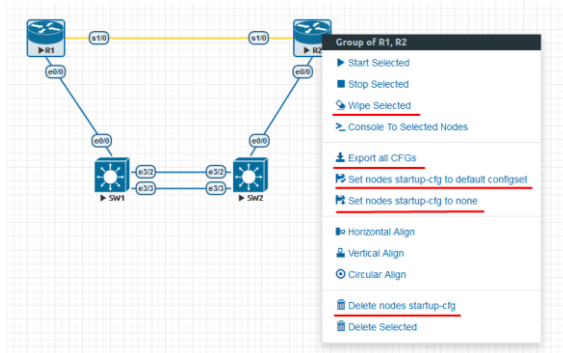 s1/0
s1/0
R1
R2
e0/0
e0/0
e0/0
e0/0
e3/2
e3/2
e3/3
e3/3
SW1
SW2
Group of R1, R2
Start Selected
Stop Selected
Wipe Selected
Console To Selected Nodes
Export all CFGs
Set nodes startup-cfg to default configset
Set nodes startup-cfg to none
Horizontal Align
Vertical Align
Circular Align
Delete nodes startup-cfg
Delete Selected